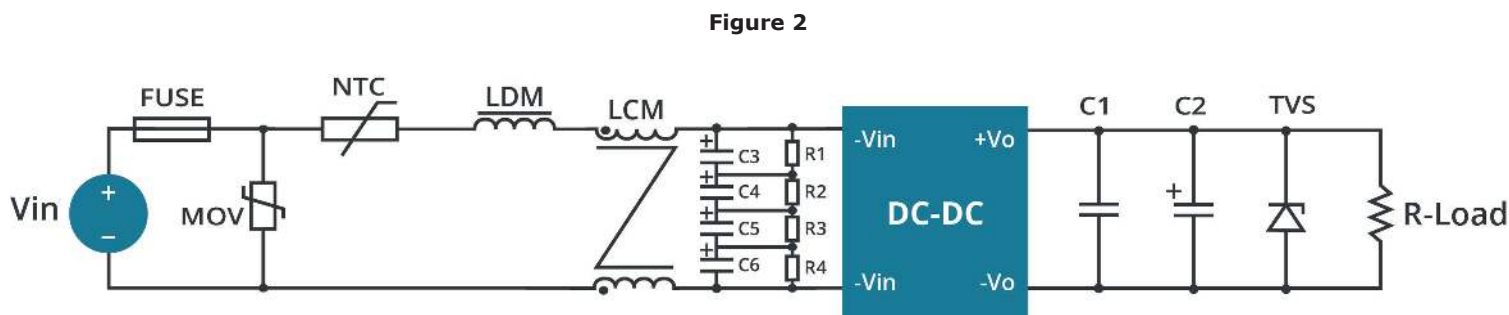 Figure 2
FUSE
NTC
LDM
LCM
C1
C2
TVS
-Vin
+Vo
+
C3
R1
+
C4
R2
Vin
+
−
MOV
DC-DC
+
R-Load
+
C5
R3
+
C6
R4
-Vin
-Vo